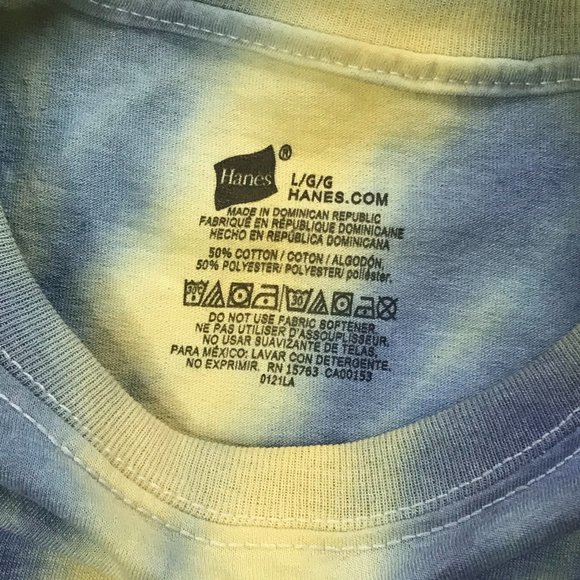 Hanes®
L/G/G
HANES.COM
MADE IN DOMINICAN REPUBLIC
FABRIQUÉ EN RÉPUBLIQUE DOMINICAINE
HECHO EN REPÚBLICA DOMINICANA
50% COTTON / COTON / ALGODÓN,
50% POLYESTER/ POLYESTER/ poliéster.
DO NOT USE FABRIC SOFTENER
NE PAS UTILISER D'ASSOUPLISSEUR.
NO USAR SUAVIZANTE DE TELAS.
PARA MÉXICO: LAVAR CON DETERGENTE.
NO EXPRIMIR. RN 15763 CA00153
0121LA